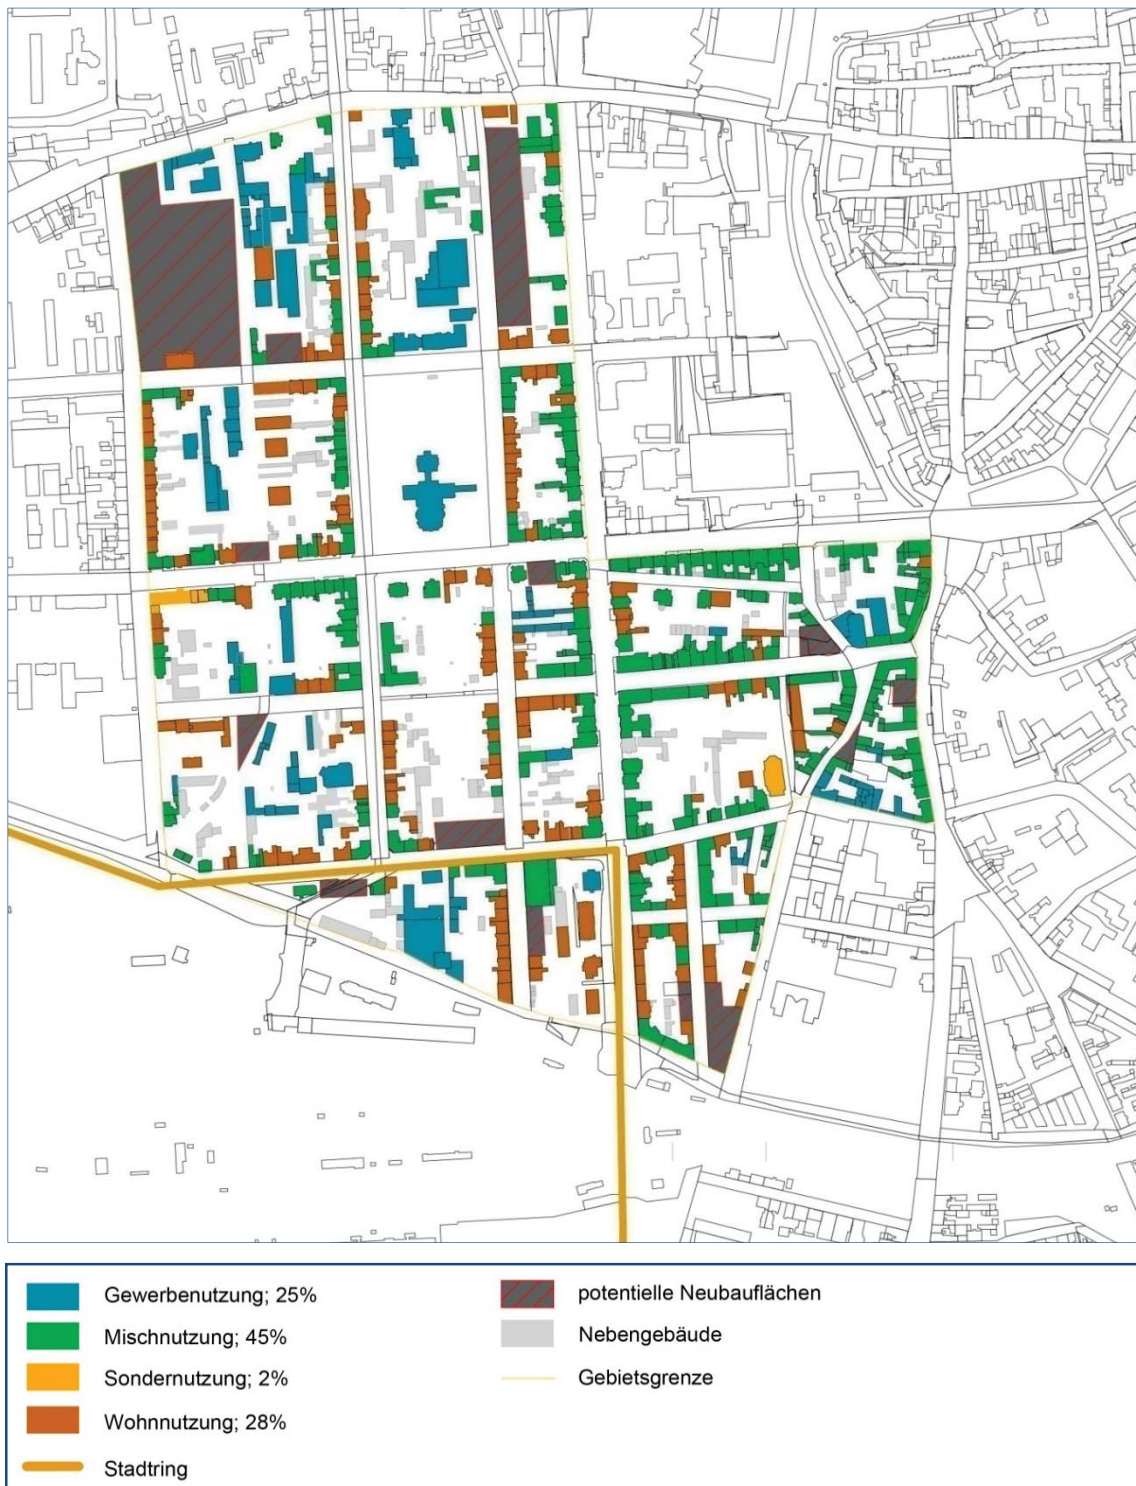 Gewerbenutzung; 25%
Mischnutzung; 45%
Sondernutzung; 2%
Wohnnutzung; 28%
Stadtring
potentielle Neubauflächen
Nebengebäude
Gebietsgrenze